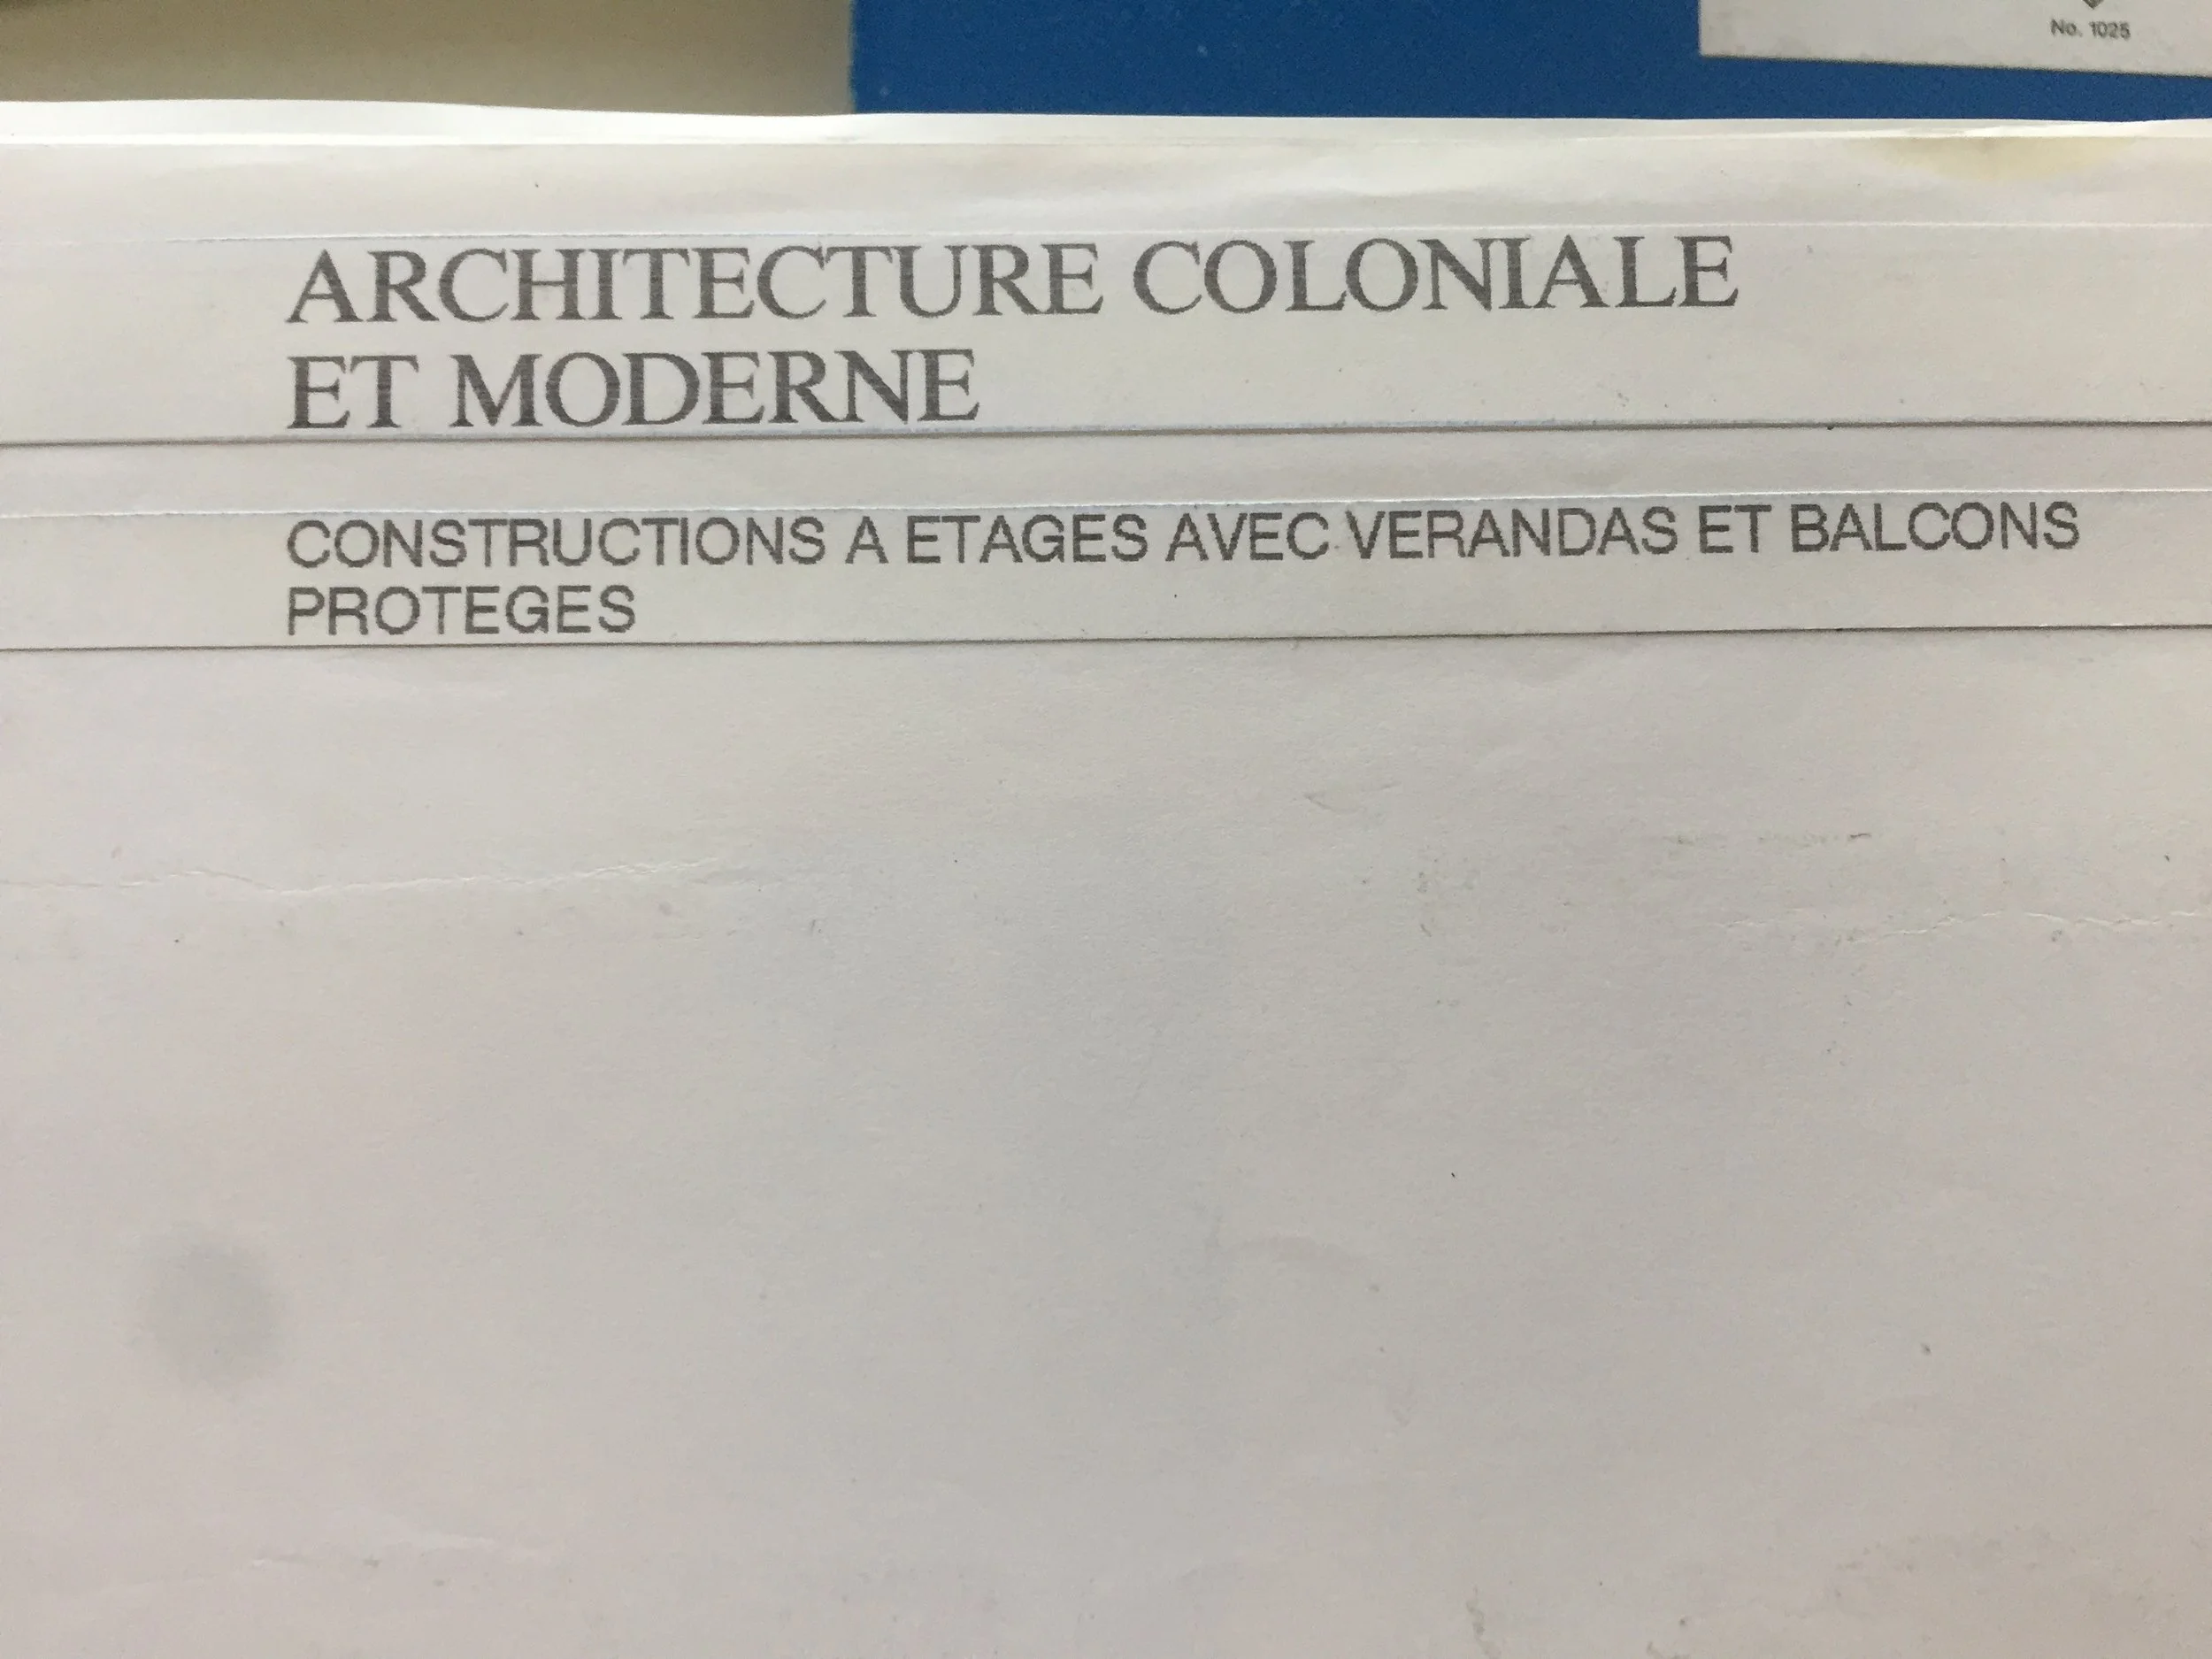 No. 1025
ARCHITECTURE COLONIALE
ET MODERNE
CONSTRUCTIONS A ETAGES AVEC VERANDAS ET BALCONS
PROTEGES